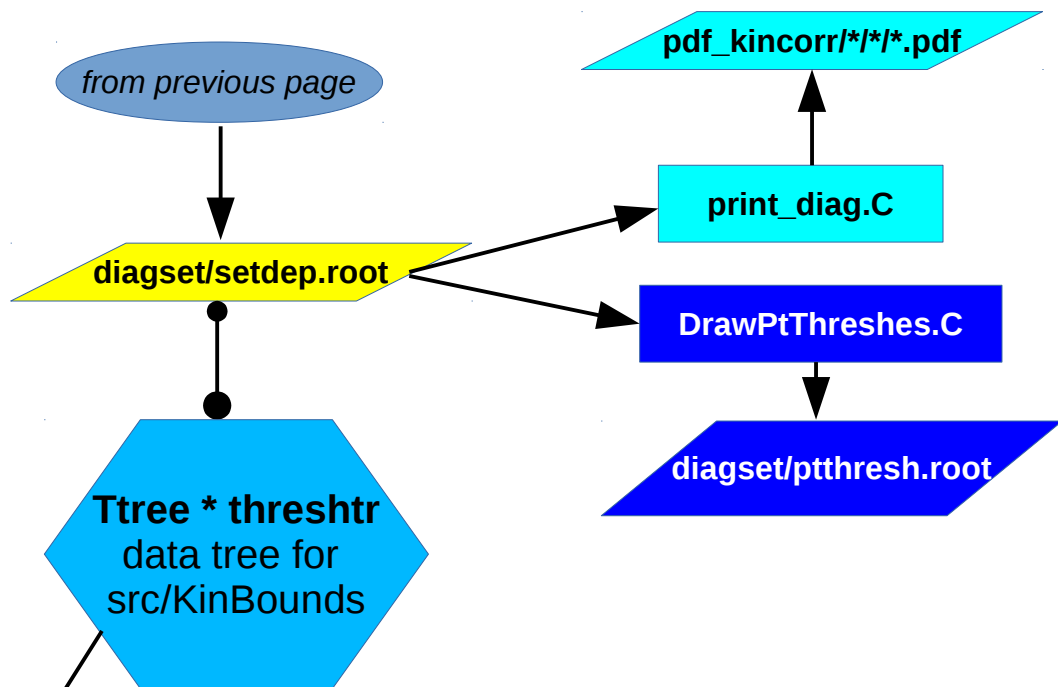 from previous page
diagset/setdep.root
Ttree * threshtr
data tree for
src/KinBounds
pdf_kincorr/*/*/*.pdf
print_diag.C
DrawPtThreshes.C
diagset/ptthresh.root